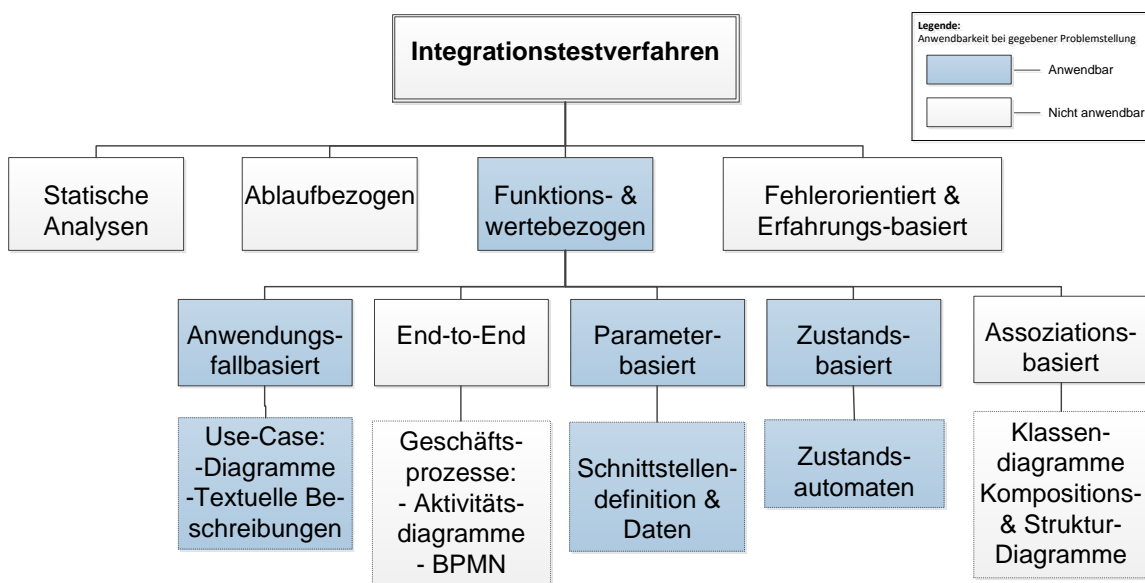 Integrationstestverfahren
Legende:
Anwendbarkeit bei gegebener Problemstellung
Anwendbar
Nicht anwendbar
Statische
Analysen
Ablaufbezogen
Funktions- &
wertebezogen
Fehlerorientiert &
Erfahrungs-basiert
Anwendungs-
fallbasiert
End-to-End
Parameter-
basiert
Zustands-
basiert
Assoziations-
basiert
Use-Case:
-Diagramme
-Textuelle Be-
schreibungen
Geschäfts-
prozesse:
- Aktivitäts-
diagramme
- BPMN
Schnittstellen-
definition &
Daten
Zustands-
automaten
Klassen-
diagramme
Kompositions-
& Struktur-
Diagramme